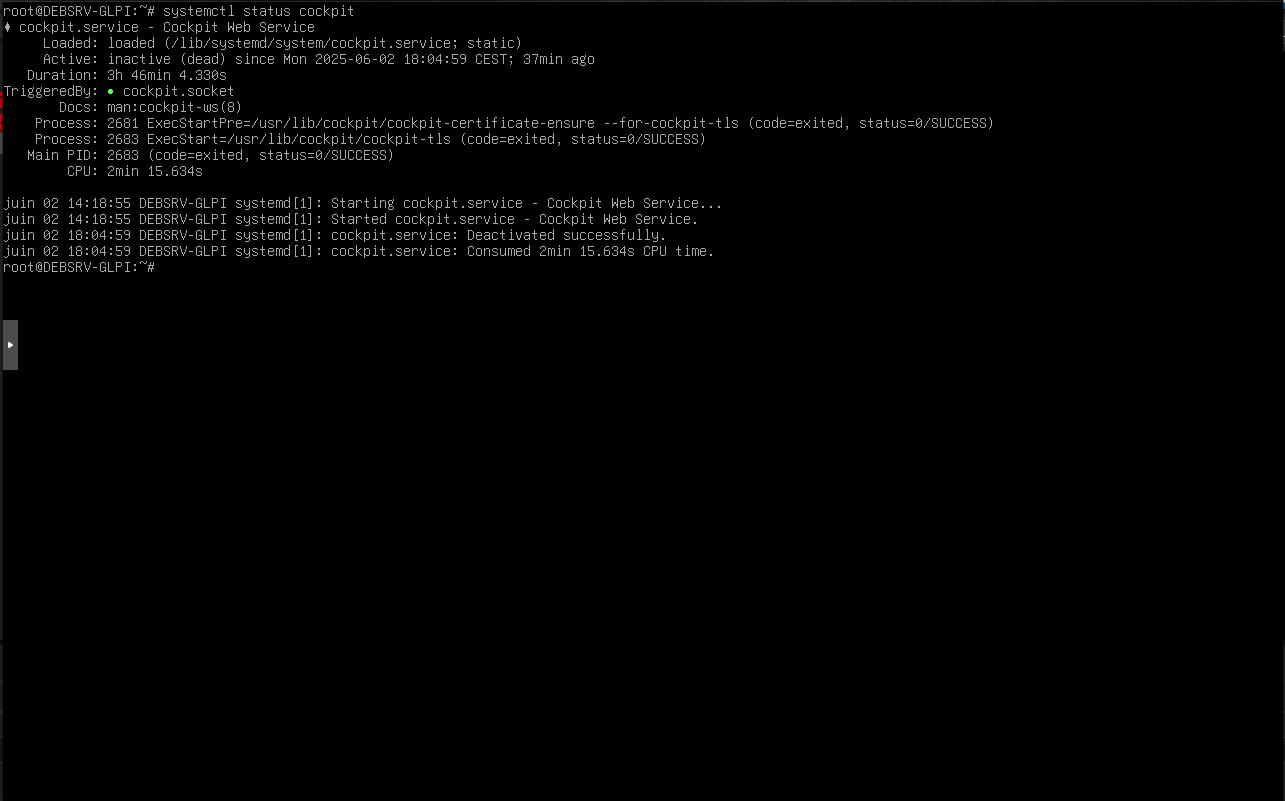 root@DEBSRV-GLPI:~# systemctl status cockpit
♦ cockpit.service - Cockpit Web Service
     Loaded: loaded (/lib/systemd/system/cockpit.service; static)
     Active: inactive (dead) since Mon 2025-06-02 18:04:59 CEST; 37min ago
   Duration: 3h 46min 4.330s
TriggeredBy: ● cockpit.socket
       Docs: man:cockpit-ws(8)
    Process: 2681 ExecStartPre=/usr/lib/cockpit/cockpit-certificate-ensure --for-cockpit-tls (code=exited, status=0/SUCCESS)
    Process: 2683 ExecStart=/usr/lib/cockpit/cockpit-tls (code=exited, status=0/SUCCESS)
   Main PID: 2683 (code=exited, status=0/SUCCESS)
        CPU: 2min 15.634s
juin 02 14:18:55 DEBSRV-GLPI systemd[1]: Starting cockpit.service - Cockpit Web Service...
juin 02 14:18:55 DEBSRV-GLPI systemd[1]: Started cockpit.service - Cockpit Web Service.
juin 02 18:04:59 DEBSRV-GLPI systemd[1]: cockpit.service: Deactivated successfully.
juin 02 18:04:59 DEBSRV-GLPI systemd[1]: cockpit.service: Consumed 2min 15.634s CPU time.
root@DEBSRV-GLPI:~#